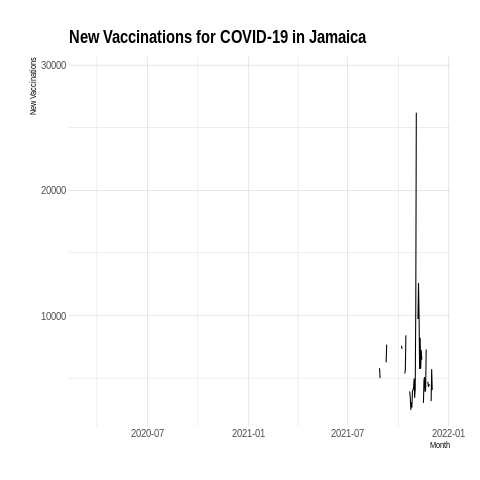 New Vaccinations for COVID-19 in Jamaica
New Vaccinations
30000
20000
10000
2020-07 2021-01 2021-07 2022-01
Month